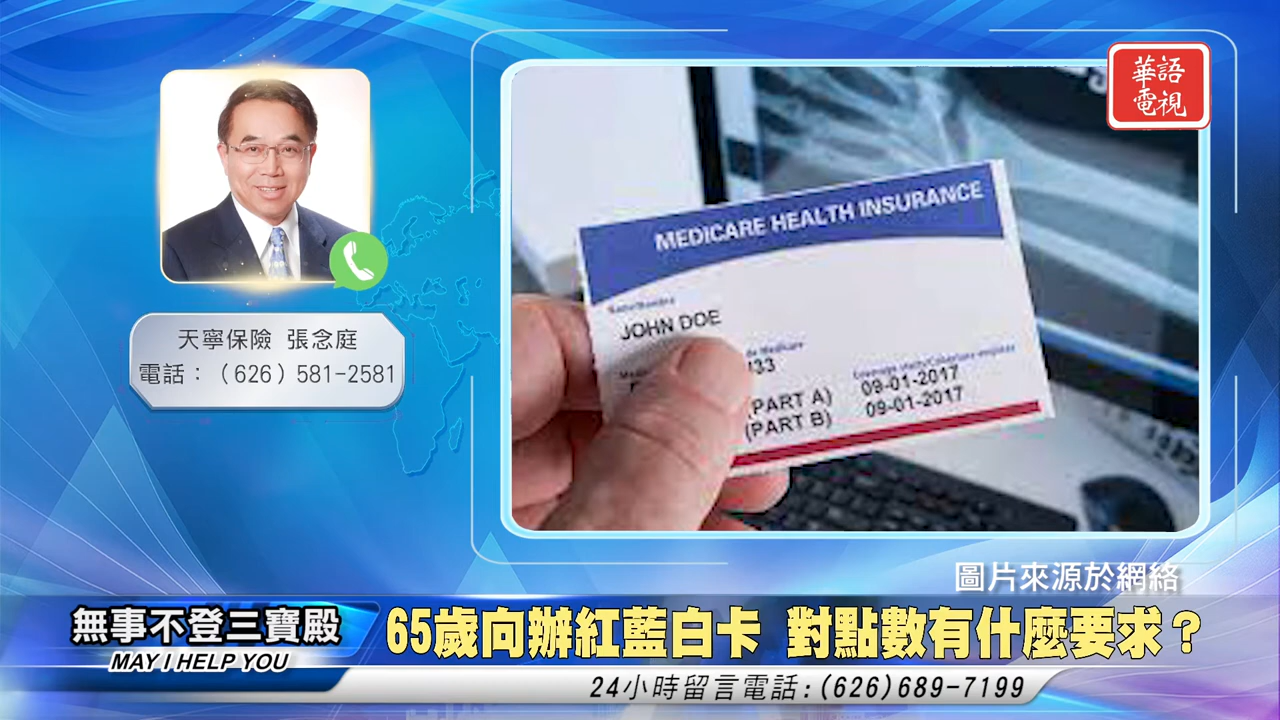 華語
電視
天寧保險 張念庭
電話：（626）581-2581
MEDICARE HEALTH INSURANCE
Name/Nombre
JOHN DOE
33
(PART A)
09-01-2017
(PART B)
09-01-2017
圖片來源於網絡
無事不登三寶殿
MAY I HELP YOU
65歲向辦紅藍白卡 對點數有什麼要求？
24小時留言電話:(626)689-7199